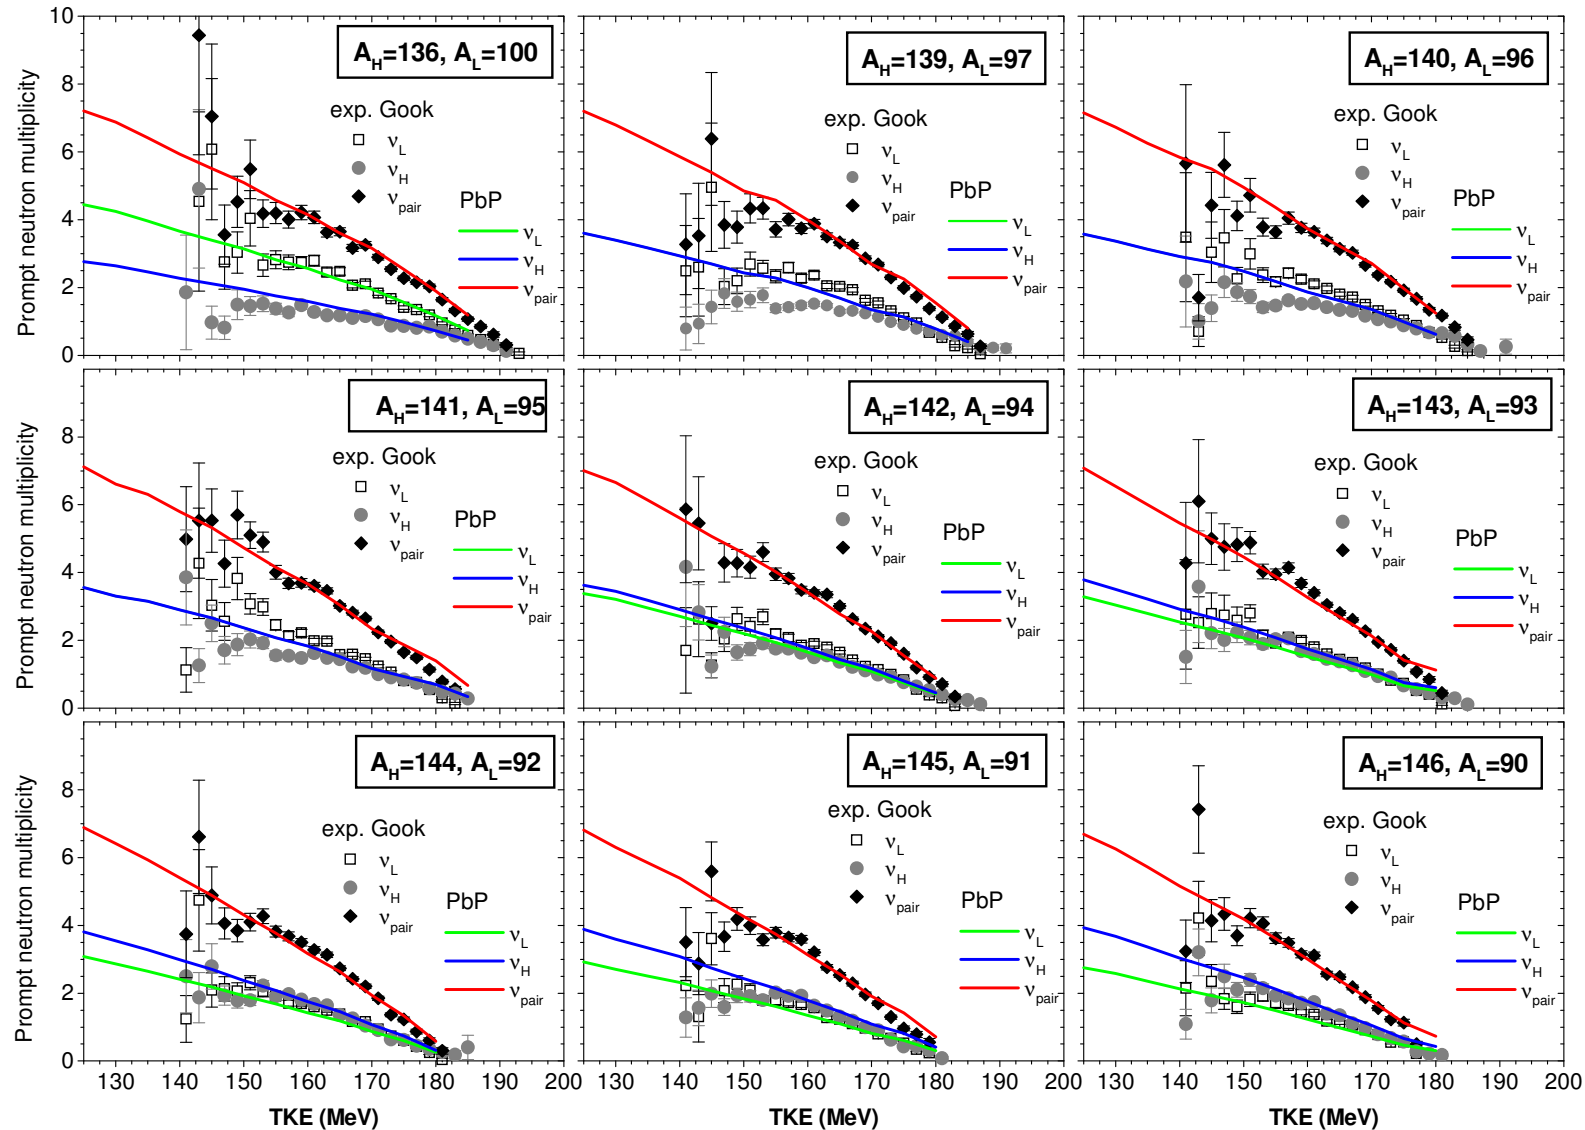 Prompt neutron multiplicity
10
8
6
4
2
0
A_H=136, A_L=100
exp. Gook
ν_L
ν_H
ν_pair
PbP
ν_L
ν_H
ν_pair
A_H=139, A_L=97
exp. Gook
ν_L
ν_H
ν_pair
PbP
ν_L
ν_H
ν_pair
A_H=140, A_L=96
exp. Gook
ν_L
ν_H
ν_pair
PbP
ν_L
ν_H
ν_pair
Prompt neutron multiplicity
8
6
4
2
0
A_H=141, A_L=95
exp. Gook
ν_L
ν_H
ν_pair
PbP
ν_L
ν_H
ν_pair
A_H=142, A_L=94
exp. Gook
ν_L
ν_H
ν_pair
PbP
ν_L
ν_H
ν_pair
A_H=143, A_L=93
exp. Gook
ν_L
ν_H
ν_pair
PbP
ν_L
ν_H
ν_pair
Prompt neutron multiplicity
8
6
4
2
0
A_H=144, A_L=92
exp. Gook
ν_L
ν_H
ν_pair
PbP
ν_L
ν_H
ν_pair
A_H=145, A_L=91
exp. Gook
ν_L
ν_H
ν_pair
PbP
ν_L
ν_H
ν_pair
A_H=146, A_L=90
exp. Gook
ν_L
ν_H
ν_pair
PbP
ν_L
ν_H
ν_pair
130 140 150 160 170 180 190 200 130 140 150 160 170 180 190 200 130 140 150 160 170 180 190 200
TKE (MeV) TKE (MeV) TKE (MeV)